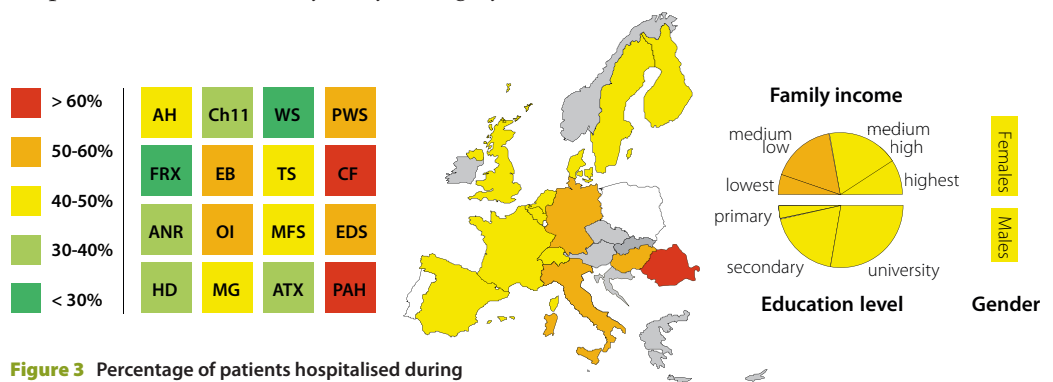 > 60%
50-60%
40-50%
30-40%
< 30%
AH Ch11 WS PWS
FRX EB TS CF
ANR OI MFS EDS
HD MG ATX PAH
Family income
medium low
medium high
lowest
highest
primary
secondary
university
Education level
Females
Males
Gender
Figure 3 Percentage of patients hospitalised during